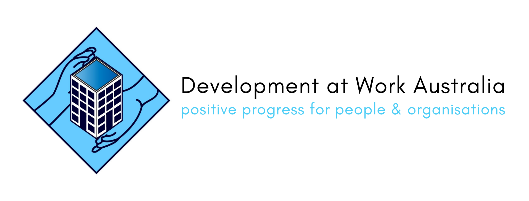 Development at Work Australia
positive progress for people & organisations